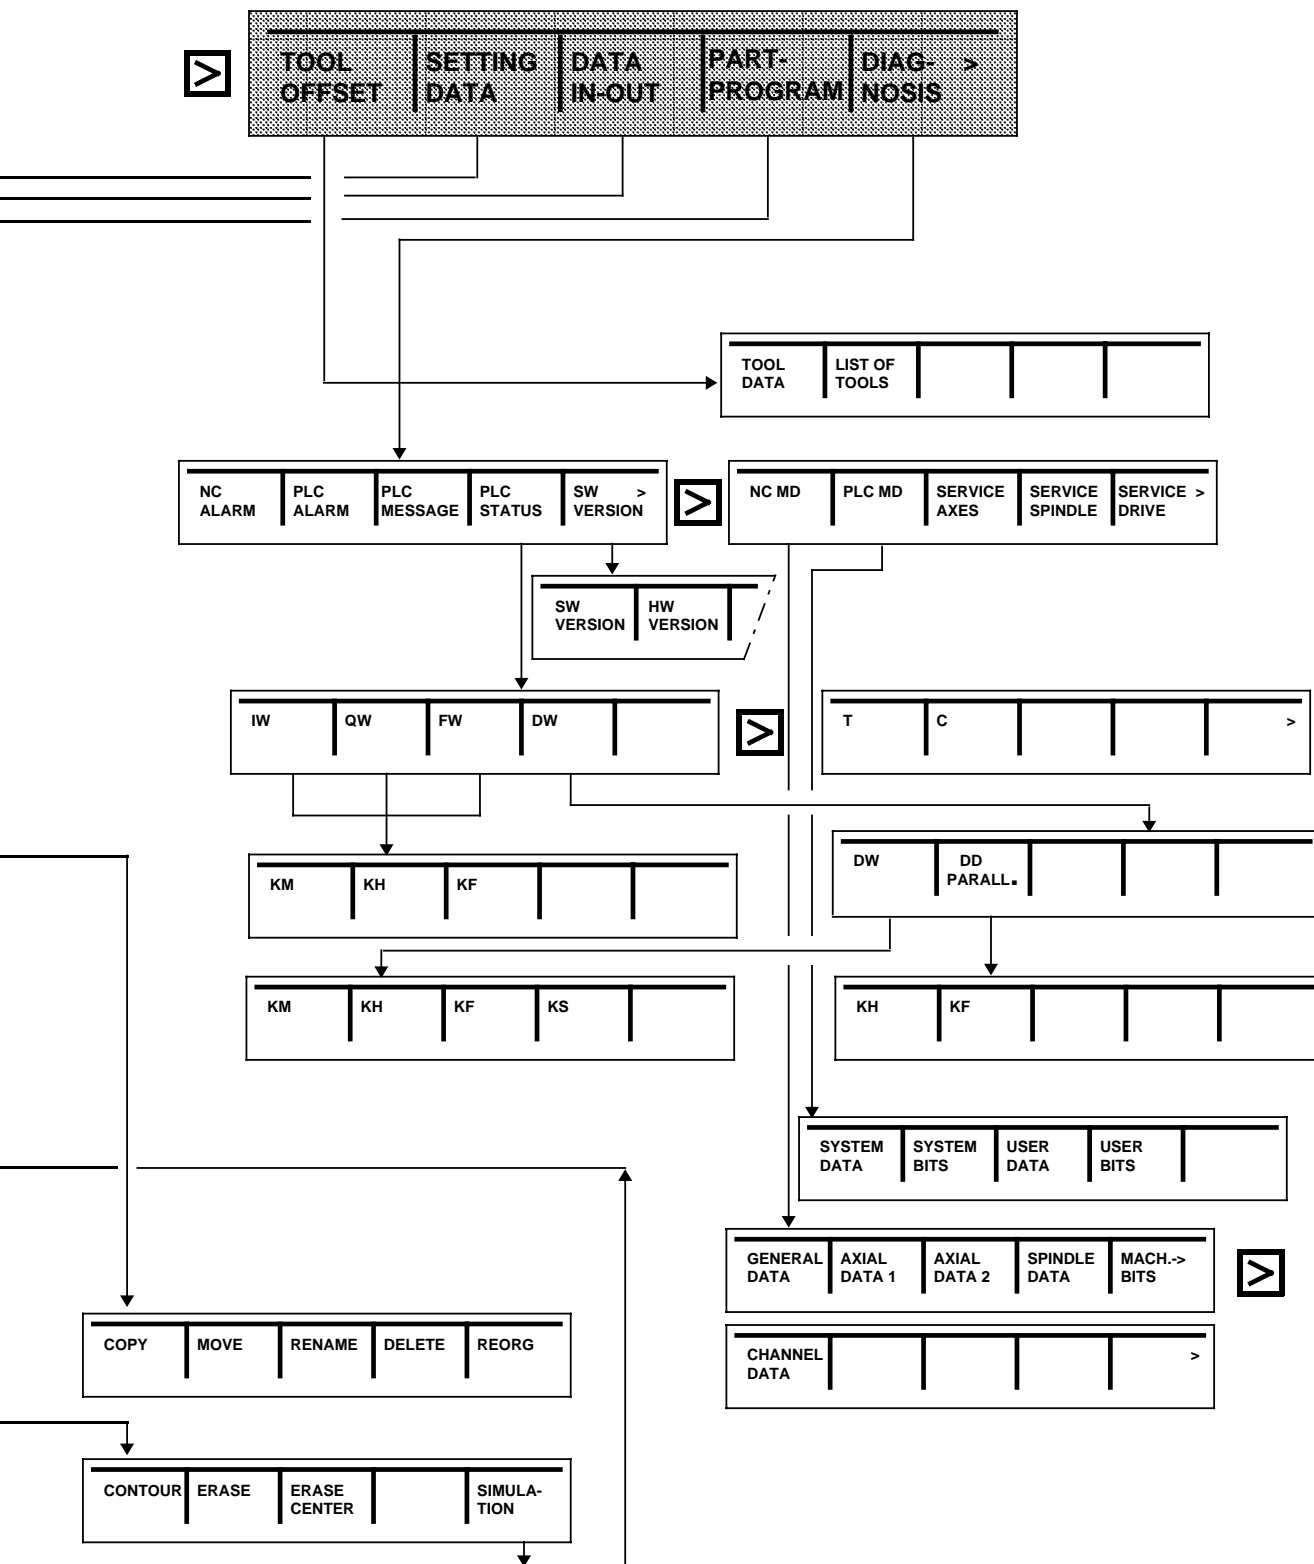 >
TOOL OFFSET
SETTING DATA
DATA IN-OUT
PART-PROGRAM
DIAG- >
NOSIS
TOOL DATA
LIST OF TOOLS
NC ALARM
PLC ALARM
PLC MESSAGE
PLC STATUS
SW >
VERSION
>
NC MD
PLC MD
SERVICE AXES
SERVICE SPINDLE
SERVICE >
DRIVE
SW VERSION
HW VERSION
IW
QW
FW
DW
>
T
C
>
KM
KH
KF
DW
DD PARALL.
KM
KH
KF
KS
KH
KF
SYSTEM DATA
SYSTEM BITS
USER DATA
USER BITS
GENERAL DATA
AXIAL DATA 1
AXIAL DATA 2
SPINDLE DATA
MACH.->
BITS
>
COPY
MOVE
RENAME
DELETE
REORG
CHANNEL DATA
>
CONTOUR
ERASE
ERASE CENTER
SIMULA-
TION